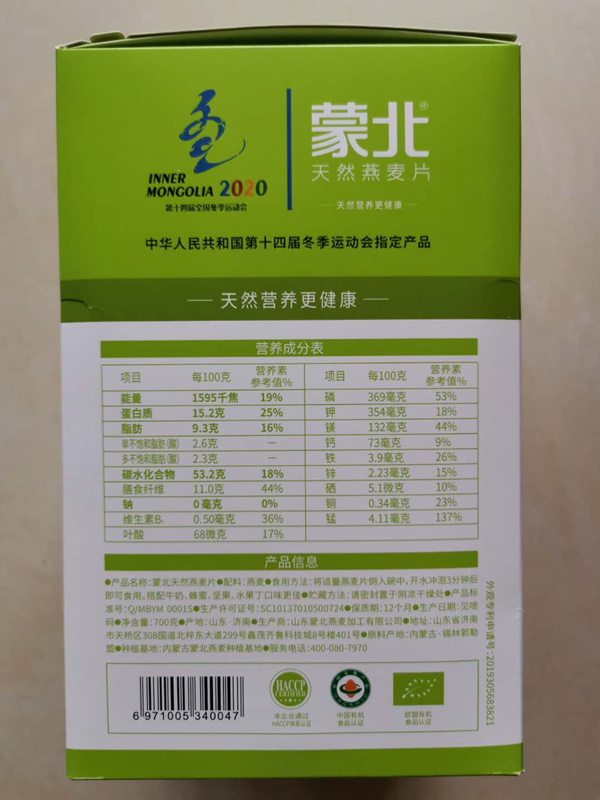 INNER
MONGOLIA 2020
第十四届全国冬季运动会
蒙北®
天然燕麦片
天然营养更健康
中华人民共和国第十四届冬季运动会指定产品
天然营养更健康
营养成分表
项目 每100克 营养素参考值% 项目 每100克 营养素参考值%
能量 1595千焦 19% 磷 369毫克 53%
蛋白质 15.2克 25% 钾 354毫克 18%
脂肪 9.3克 16% 镁 132毫克 44%
单不饱和脂肪(酸) 2.6克 — 钙 73毫克 9%
多不饱和脂肪(酸) 2.3克 — 铁 3.9毫克 26%
碳水化合物 53.2克 18% 锌 2.23毫克 15%
膳食纤维 11.0克 44% 硒 5.1微克 10%
钠 0毫克 0% 铜 0.34毫克 23%
维生素B₁ 0.50毫克 36% 锰 4.11毫克 137%
叶酸 68微克 17%
产品信息
●产品名称:蒙北天然燕麦片●配料:燕麦●食用方法:将适量燕麦片倒入碗中,开水冲泡3分钟后
即可食用。搭配牛奶、蜂蜜、坚果、水果丁口味更佳●贮藏方法:请密封置于阴凉干燥处●产品标
准号:Q/MBYM 0001S●生产许可证号:SC10137010500724●保质期:12个月●生产日期:见喷
码●净含量:700克●产地:山东·济南●生产商:山东蒙北燕麦加工有限公司●地址:山东省济南
市天桥区308国道北梓东大道299号鑫茂齐鲁科技城8号楼401号●原料产地:内蒙古·锡林郭勒
盟●种植基地:内蒙古蒙北燕麦种植基地●服务电话:400-080-7970
外观专利申请号:2019305683821
6 971005 340047
HACCP
CERTIFIED
本企业通过
HACCP体系认证
中国有机
食品认证
欧盟有机
食品认证